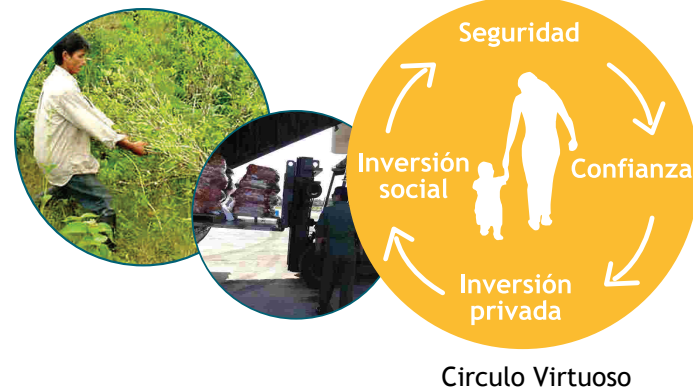 Seguridad
Inversión
social
Confianza
Inversión
privada
Circulo Virtuoso